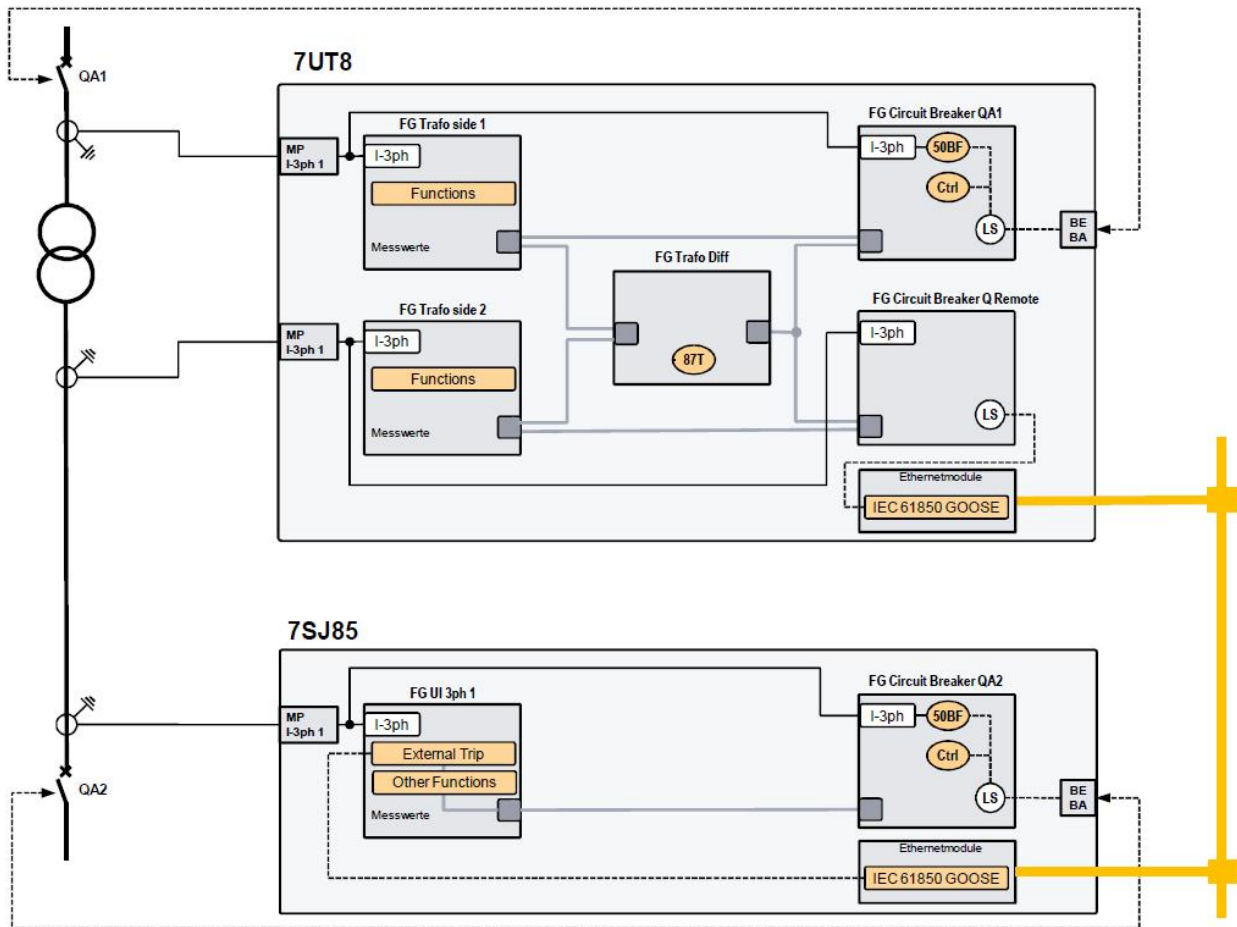 QA1
7UT8
MP
I-3ph 1
FG Trafo side 1
I-3ph
Functions
Messwerte
FG Circuit Breaker QA1
I-3ph
50BF
Ctrl
LS
BE
BA
FG Trafo Diff
87T
MP
I-3ph 1
FG Trafo side 2
I-3ph
Functions
Messwerte
FG Circuit Breaker Q Remote
I-3ph
LS
Ethernetmodule
IEC 61850 GOOSE
7SJ85
MP
I-3ph 1
FG UI 3ph 1
I-3ph
External Trip
Other Functions
Messwerte
FG Circuit Breaker QA2
I-3ph
50BF
Ctrl
LS
BE
BA
Ethernetmodule
IEC 61850 GOOSE
QA2